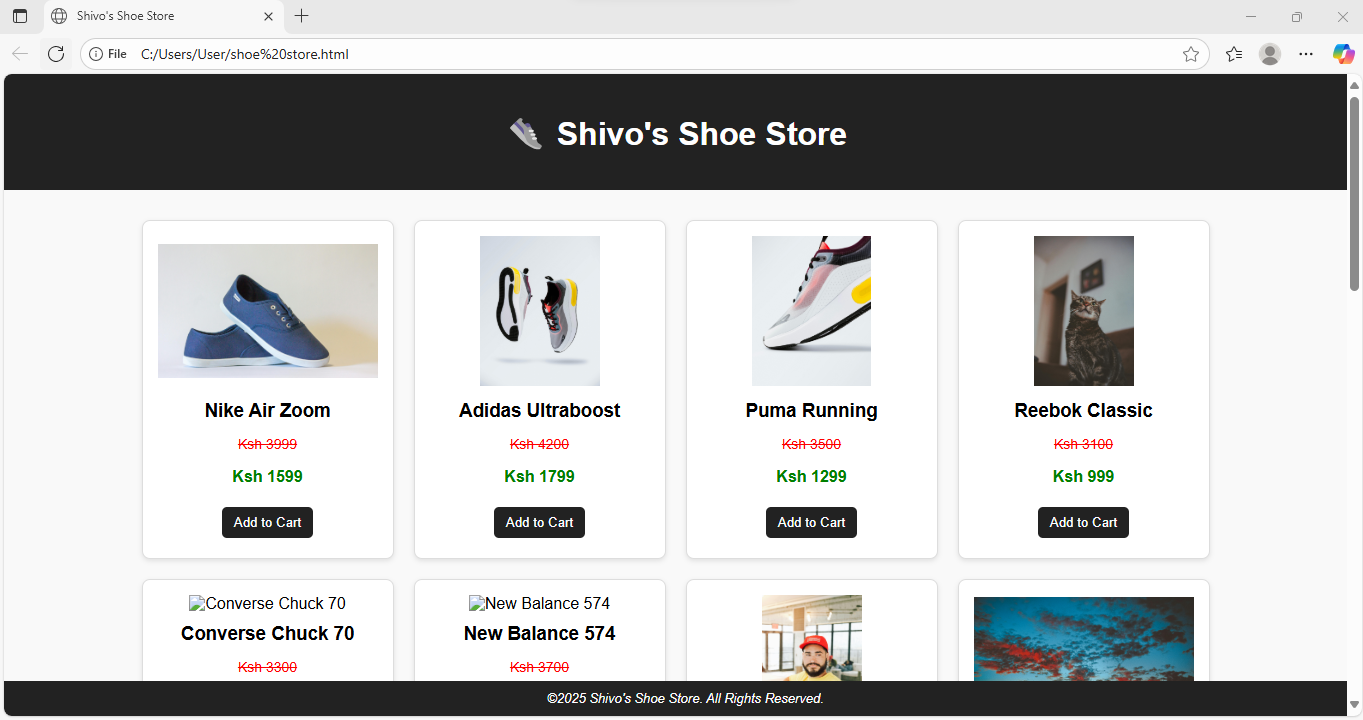 Shivo's Shoe Store
File C:/Users/User/shoe%20store.html
Shivo's Shoe Store
Nike Air Zoom
Ksh 3999
Ksh 1599
Add to Cart
Adidas Ultraboost
Ksh 4200
Ksh 1799
Add to Cart
Puma Running
Ksh 3500
Ksh 1299
Add to Cart
Reebok Classic
Ksh 3100
Ksh 999
Add to Cart
Converse Chuck 70
Converse Chuck 70
Ksh 3300
New Balance 574
New Balance 574
Ksh 3700
©2025 Shivo's Shoe Store. All Rights Reserved.